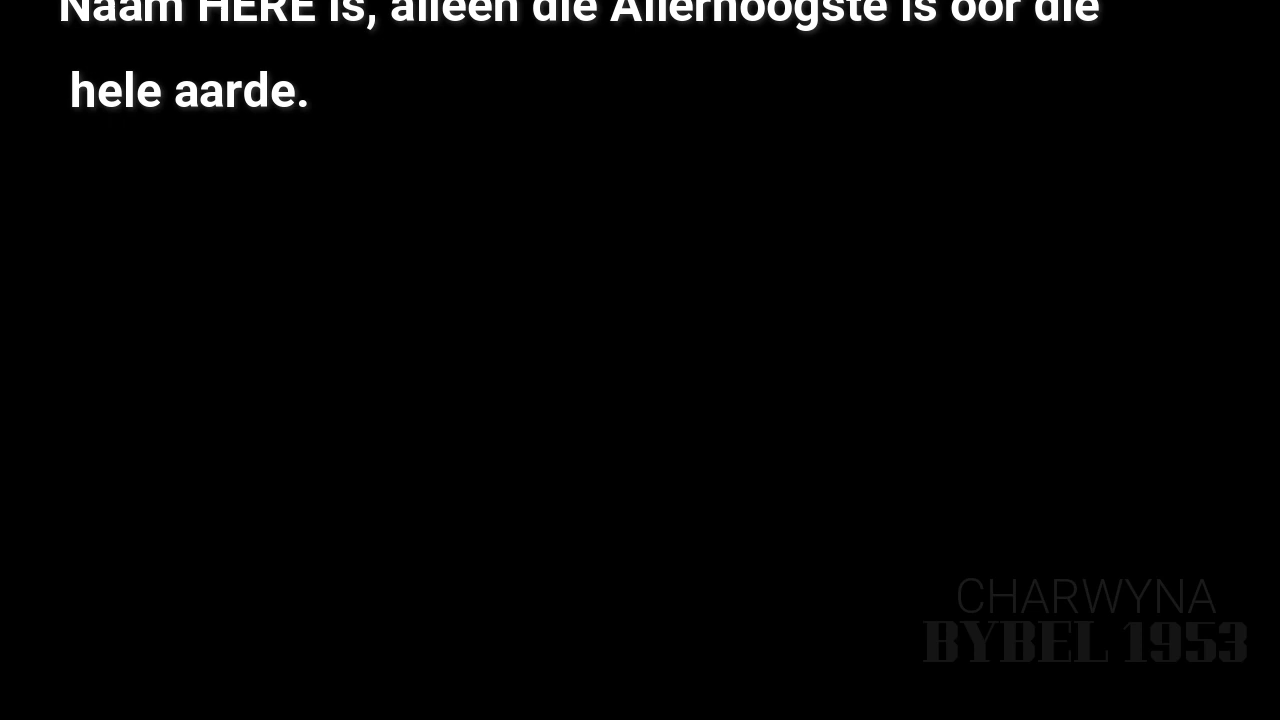 Naam HERE is, alleen die Allerhoogste is oor die
hele aarde.
CHARWYNA
BYBEL 1953